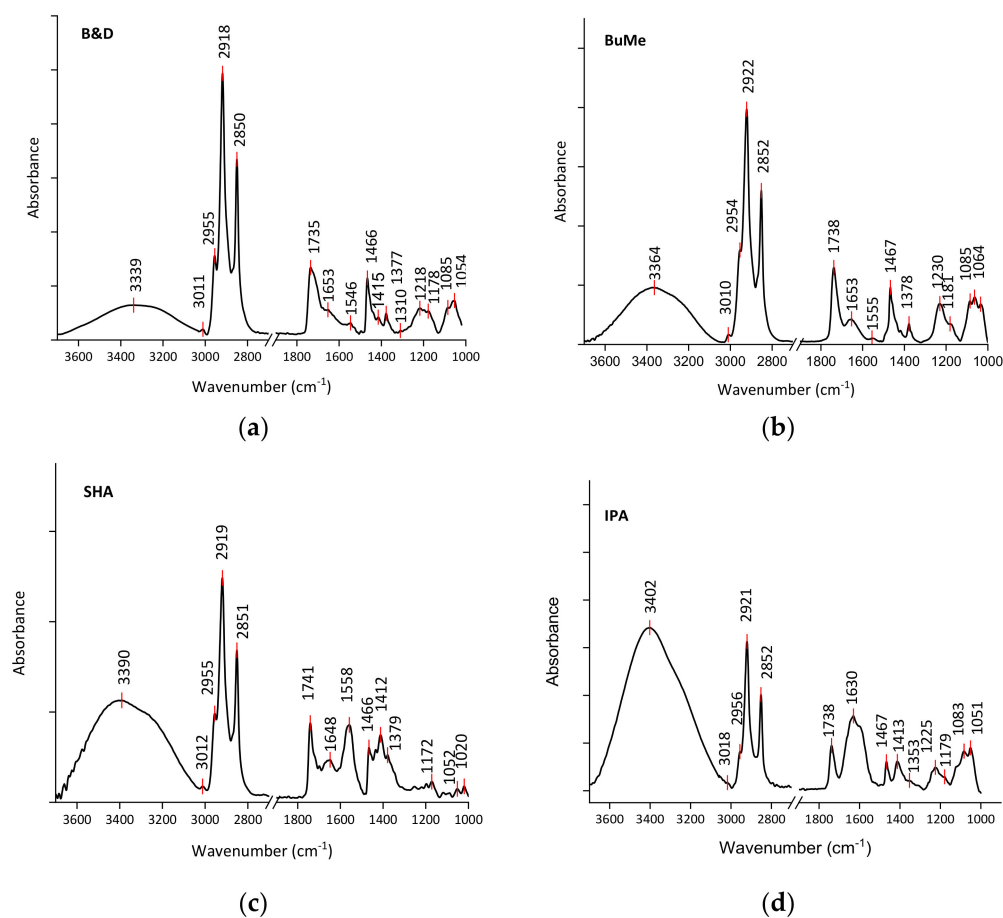 B&D
2918
2850
2955
3011
3339
1735
1653
1546
1466
1415
1377
1310
1218
1178
1085
1054
Absorbance
3600 3200 3000 2800 1800 1600 1400 1200 1000
Wavenumber (cm-1)
(a)
BuMe
2922
2852
2954
3010
3364
1738
1653
1555
1467
1378
1230
1181
1085
1064
Absorbance
3600 3200 3000 2800 1800 1600 1400 1200 1000
Wavenumber (cm-1)
(b)
SHA
2919
2851
2955
3012
3390
1741
1648
1558
1466
1412
1379
1172
1052
1020
Absorbance
3600 3200 3000 2800 1800 1600 1400 1200 1000
Wavenumber (cm-1)
(c)
IPA
3402
2921
2852
2956
3018
1738
1630
1467
1413
1353
1225
1179
1083
1051
Absorbance
3600 3200 3000 2800 1800 1600 1400 1200 1000
Wavenumber (cm-1)
(d)